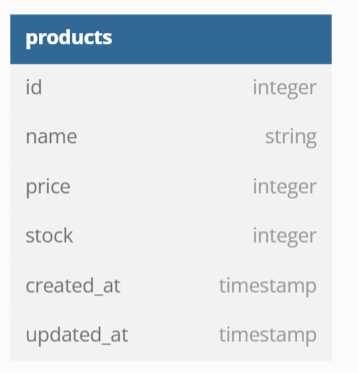 products
id integer
name string
price integer
stock integer
created_at timestamp
updated_at timestamp